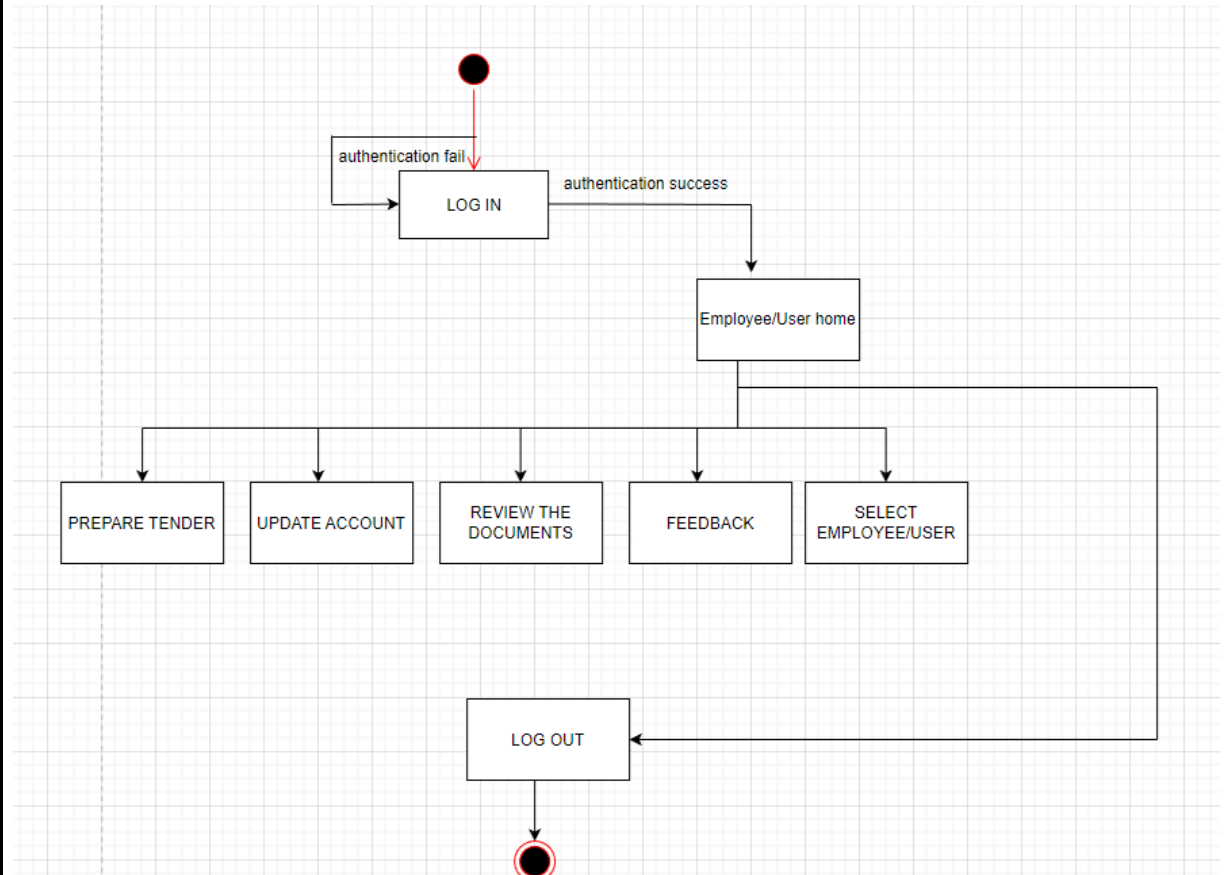 authentication fail
authentication success
LOG IN
Employee/User home
PREPARE TENDER
UPDATE ACCOUNT
REVIEW THE
DOCUMENTS
FEEDBACK
SELECT
EMPLOYEE/USER
LOG OUT